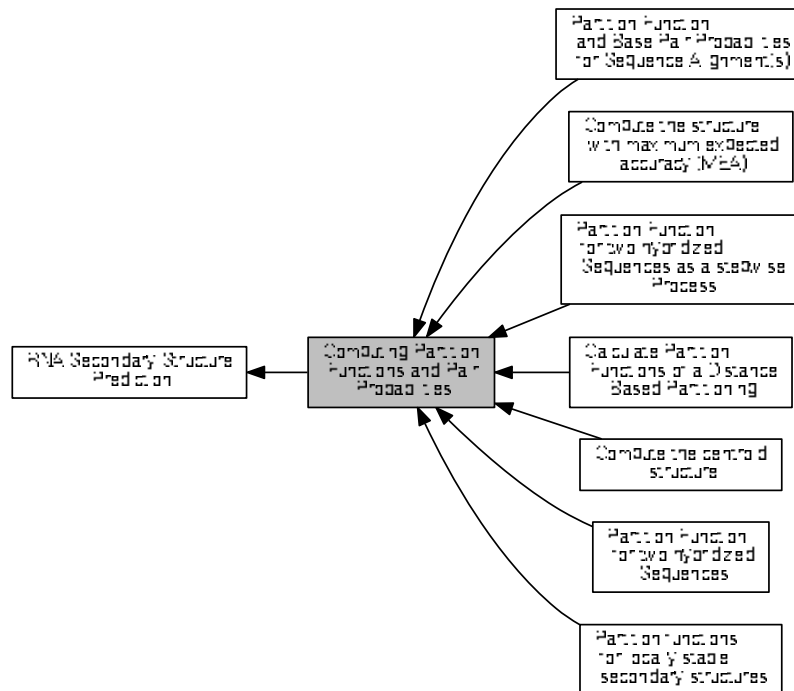 Partition Function
and Base Pair Propabilities
for Sequence Alignment(s)
Compute the structure
with maximum expected
accuracy (MEA)
Partition Function
for two hybridized
Sequences as a stepwise
Process
RNA Secondary Structure
Prediction
Computing Partition
Functions and Pair
Propabilities
Calculate Partition
Functions of a Distance
Based Partitioning
Compute the centroid
structure
Partition Function
for two hybridized
Sequences
Partition functions
for locally stable
secondary structures